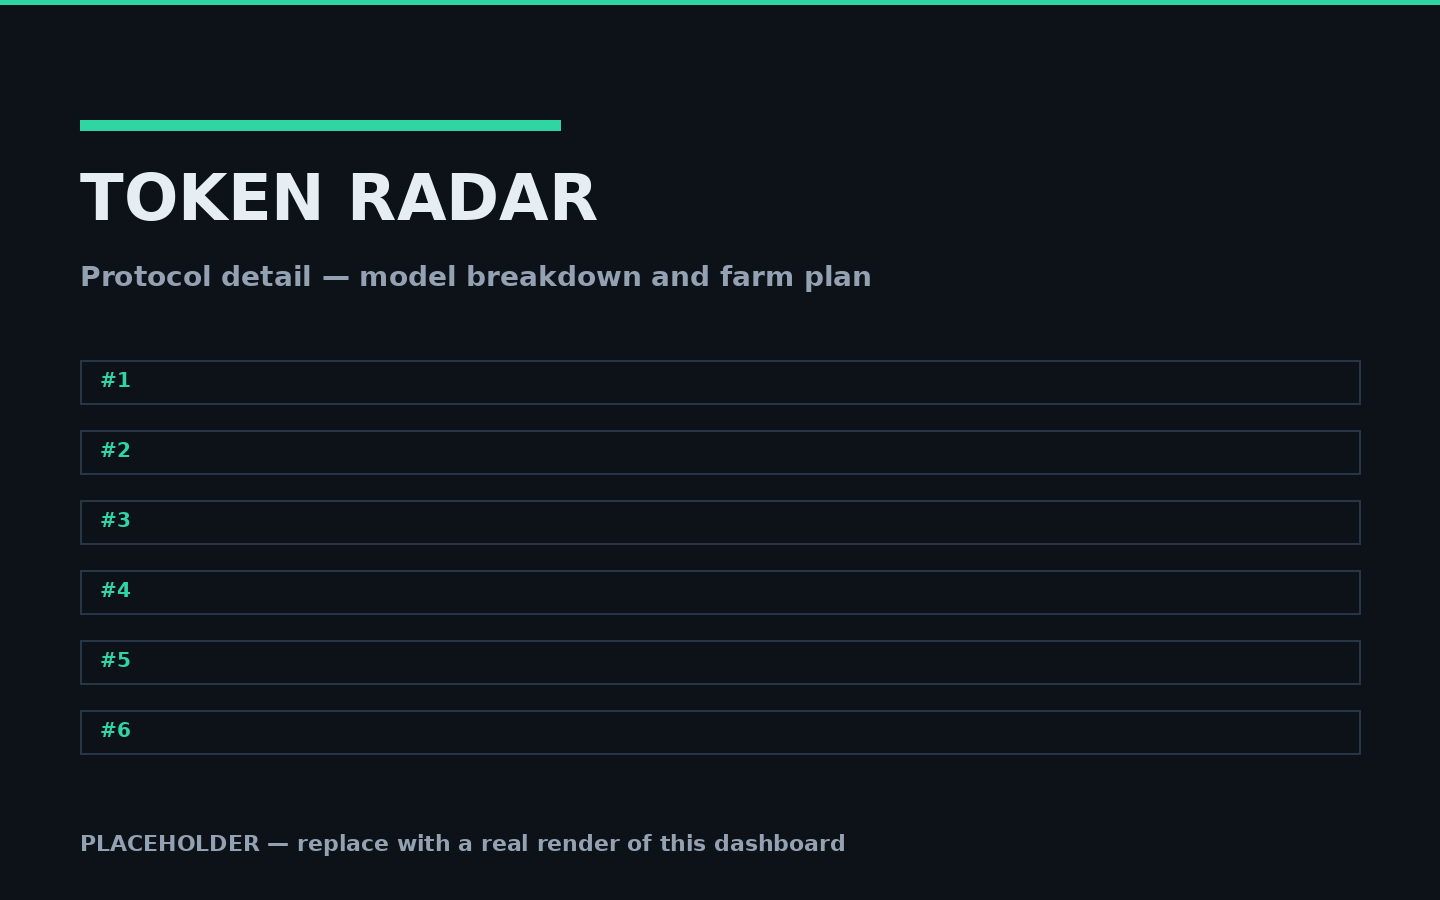 TOKEN RADAR
Protocol detail — model breakdown and farm plan
#1
#2
#3
#4
#5
#6
PLACEHOLDER — replace with a real render of this dashboard